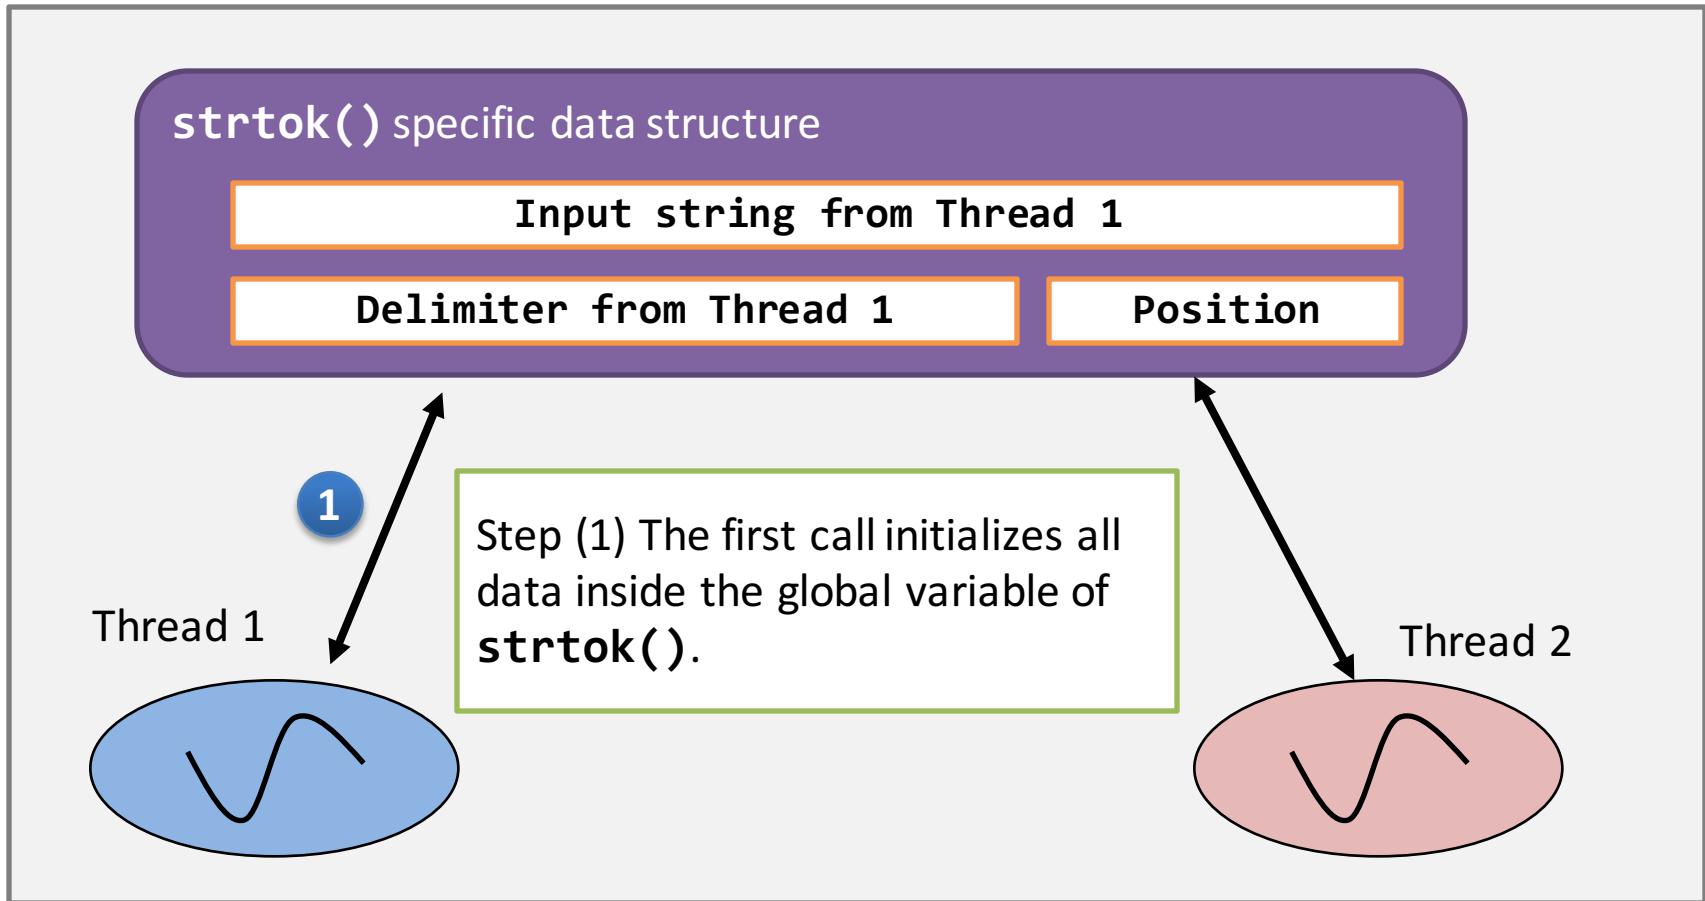 strtok() specific data structure
Input string from Thread 1
Delimiter from Thread 1
Position
1
Step (1) The first call initializes all
data inside the global variable of
strtok().
Thread 1
Thread 2